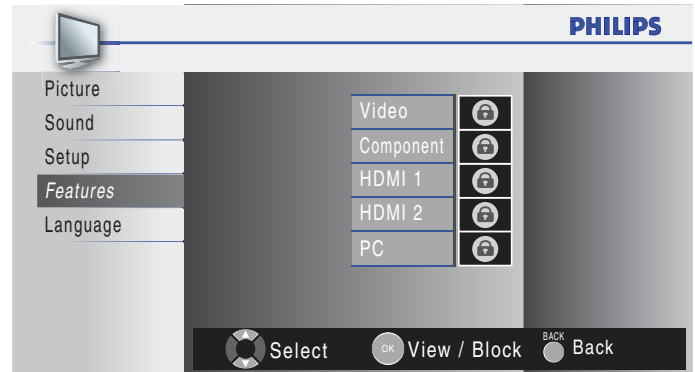 PHILIPS
Picture
Sound
Setup
Features
Language
Video
Component
HDMI 1
HDMI 2
PC
Select OK View / Block BACK Back